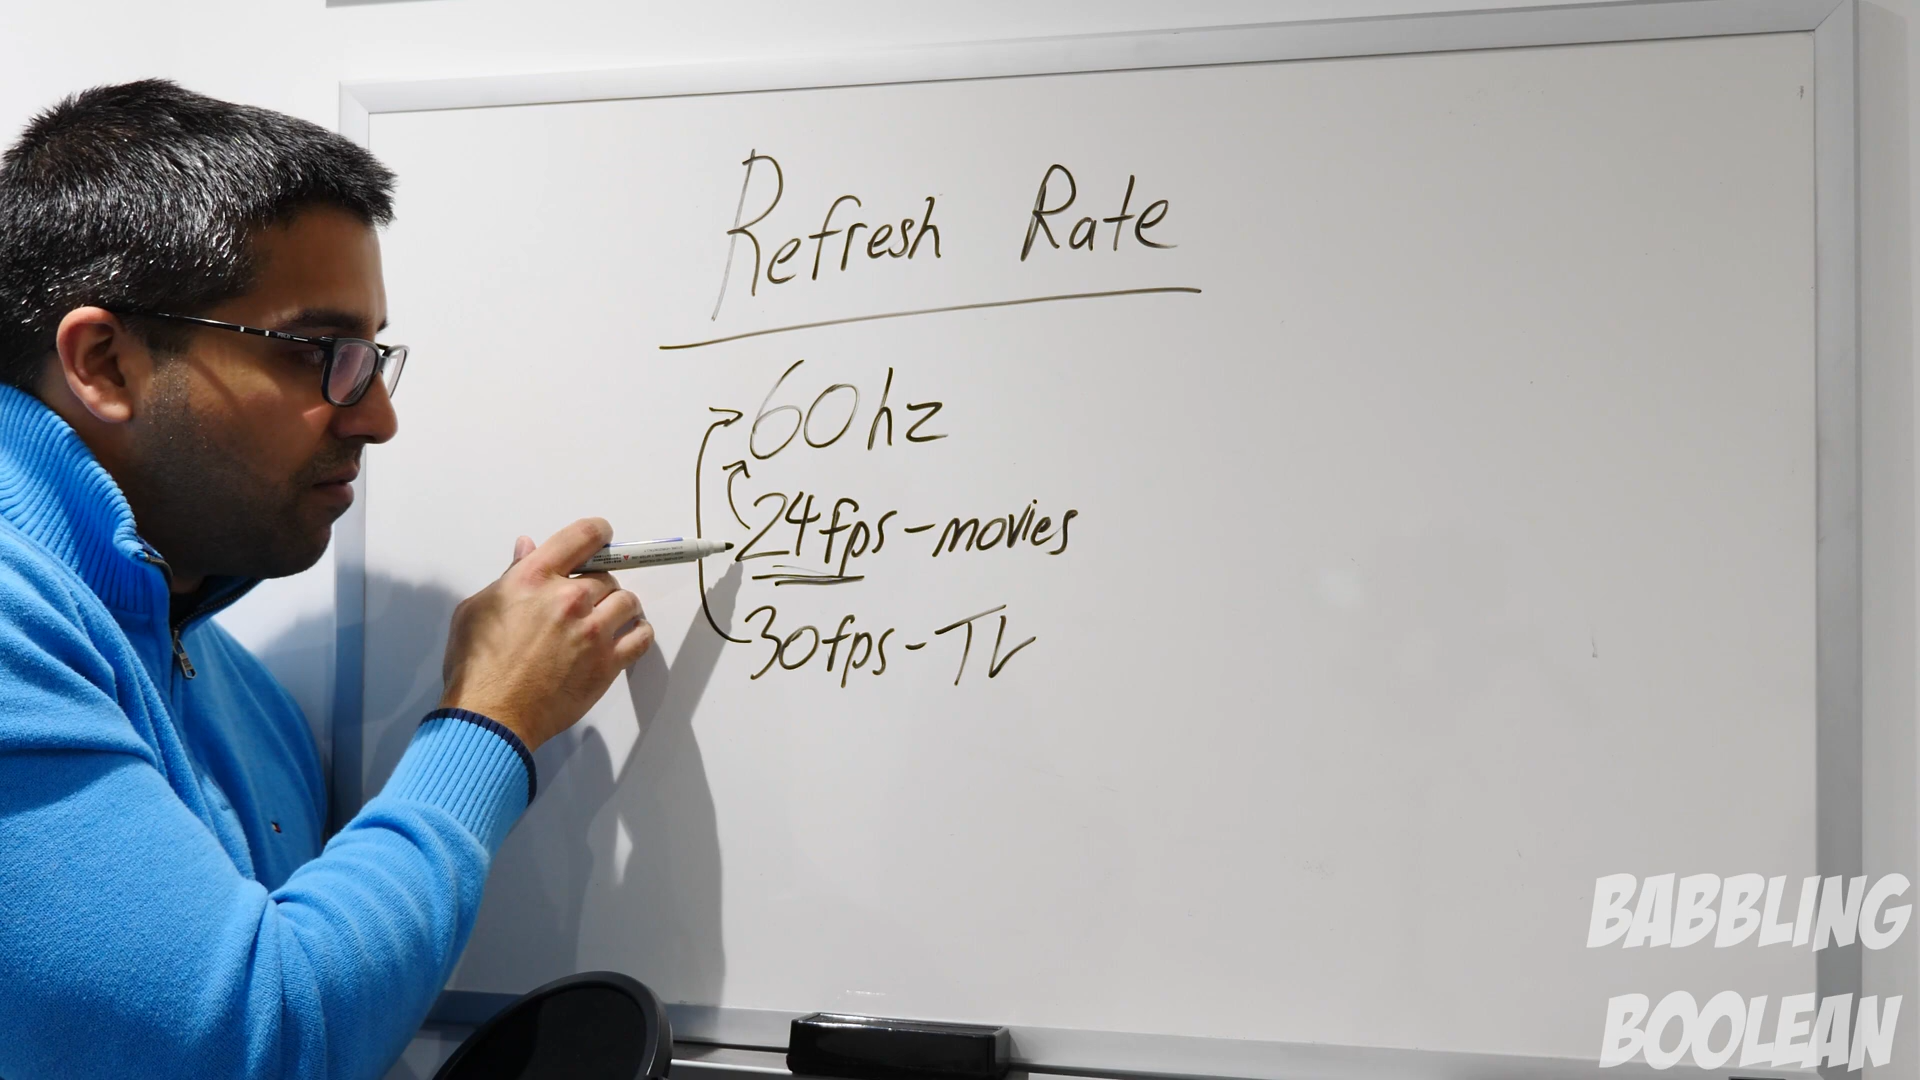 Refresh Rate
60hz
24fps-movies
30fps-TV
BABBLING
BOOLEAN